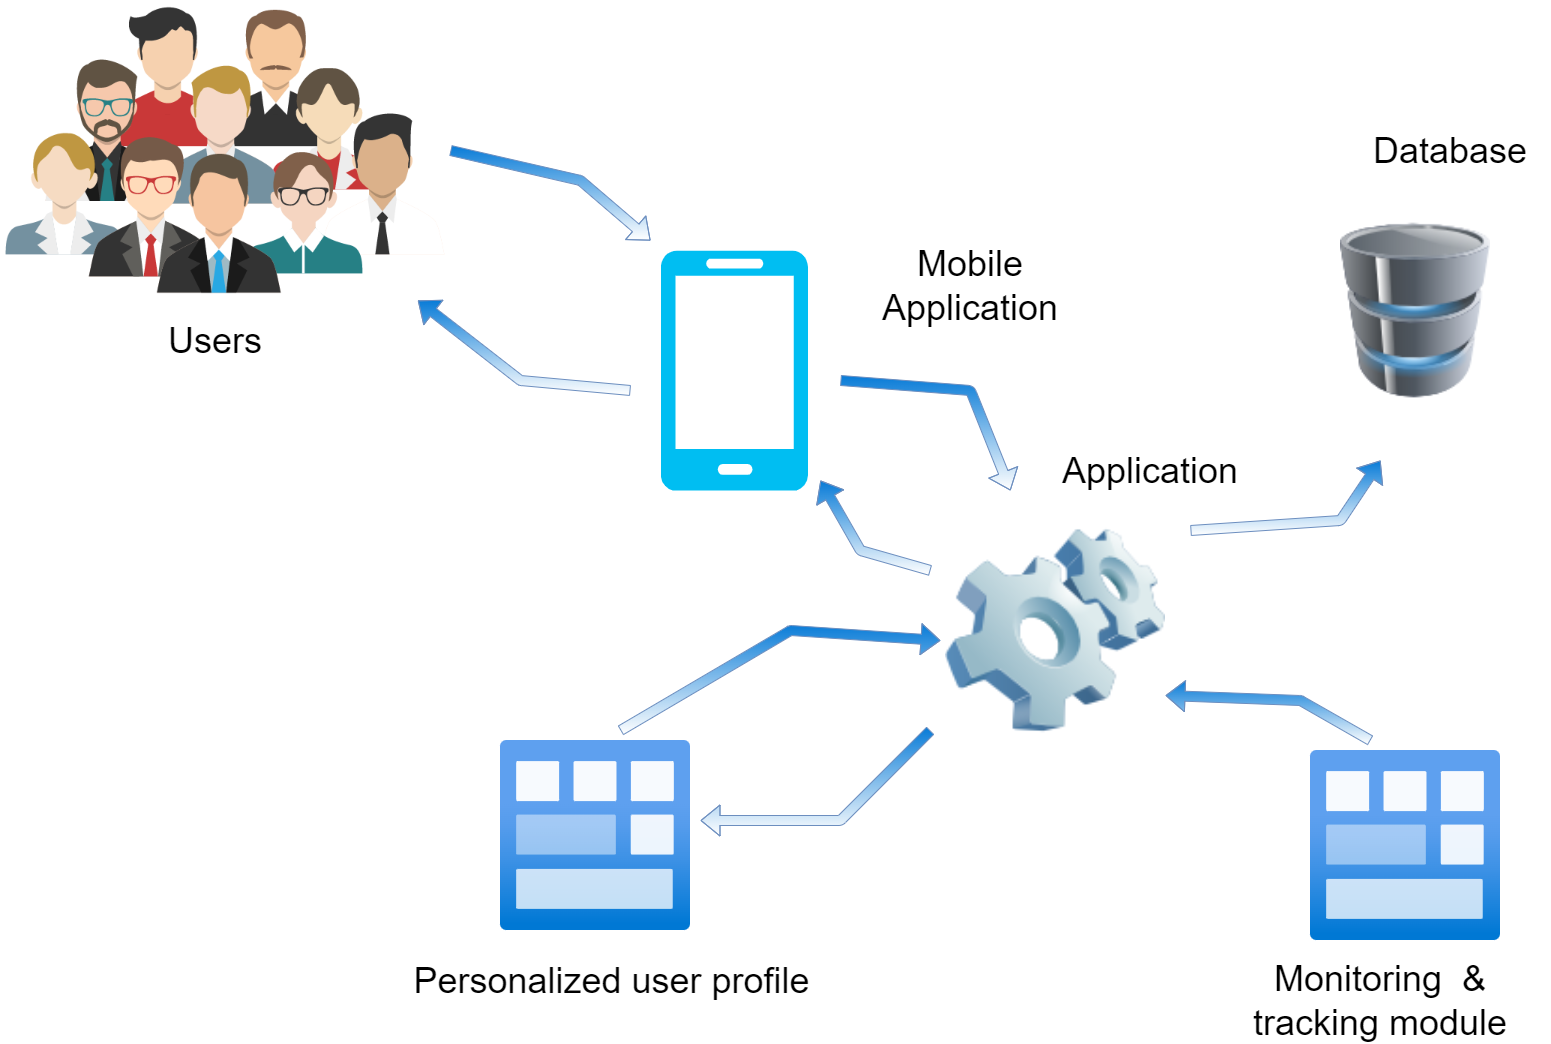 Database
Mobile
Application
Users
Application
Personalized user profile
Monitoring  &
tracking module